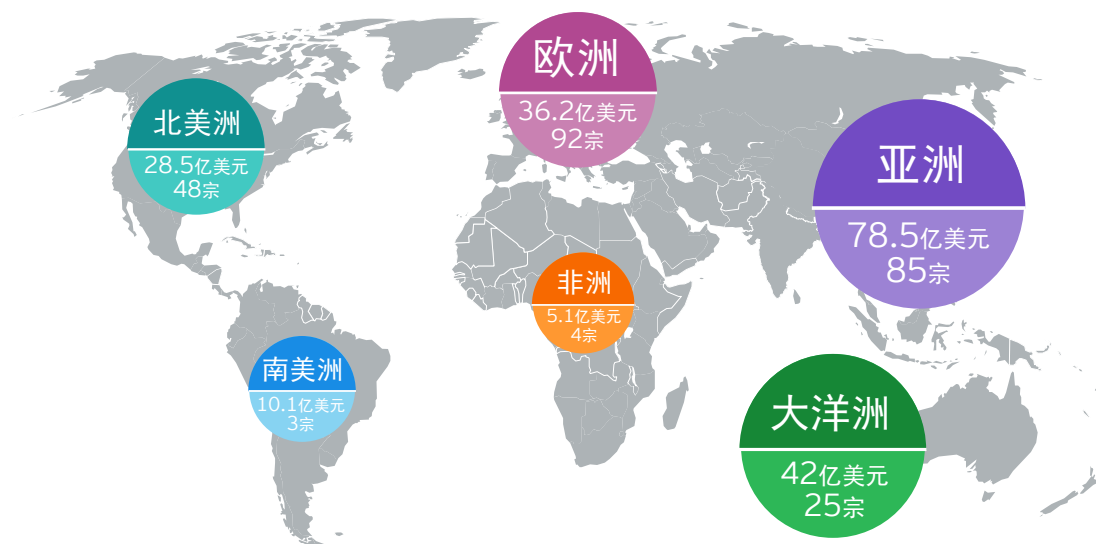 欧洲
36.2亿美元
92宗
北美洲
28.5亿美元
48宗
亚洲
78.5亿美元
85宗
非洲
5.1亿美元
4宗
南美洲
10.1亿美元
3宗
大洋洲
42亿美元
25宗